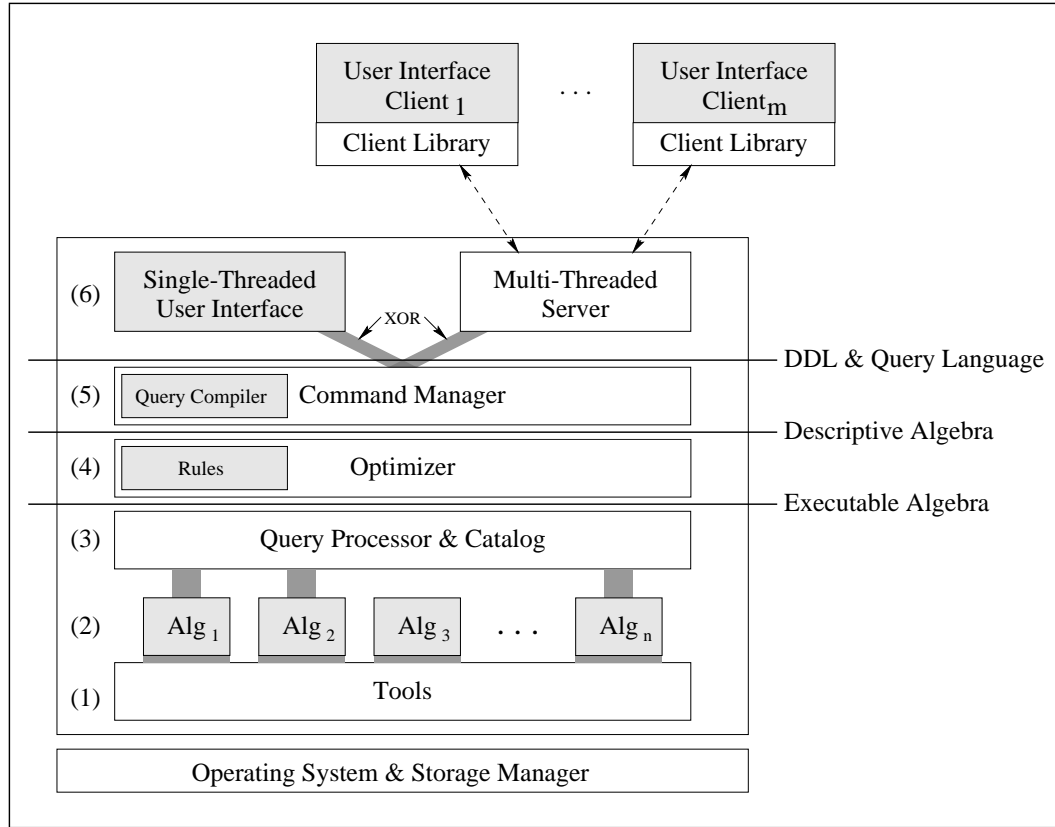 User Interface
Client 1
Client Library
. . .
User Interface
Client m
Client Library
(6)
Single-Threaded
User Interface
XOR
Multi-Threaded
Server
DDL & Query Language
(5)
Query Compiler
Command Manager
Descriptive Algebra
(4)
Rules
Optimizer
Executable Algebra
(3)
Query Processor & Catalog
(2)
Alg 1
Alg 2
Alg 3
. . .
Alg n
(1)
Tools
Operating System & Storage Manager